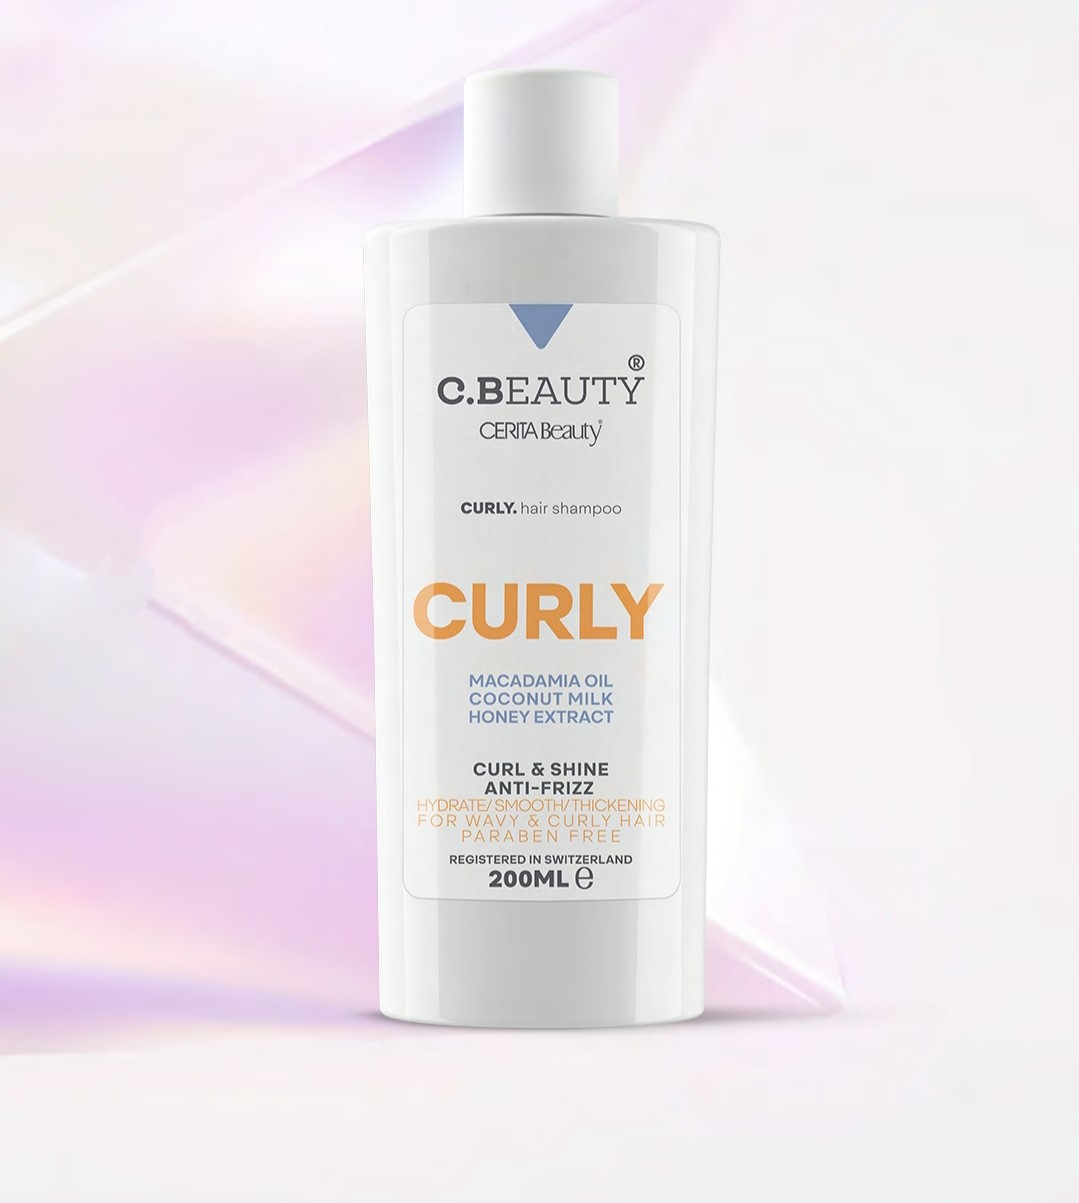 C.BEAUTY®
CERITA Beauty®
CURLY. hair shampoo
CURLY
MACADAMIA OIL
COCONUT MILK
HONEY EXTRACT
CURL & SHINE
ANTI-FRIZZ
HYDRATE/SMOOTH/THICKENING
FOR WAVY & CURLY HAIR
PARABEN FREE
REGISTERED IN SWITZERLAND
200ML ℮